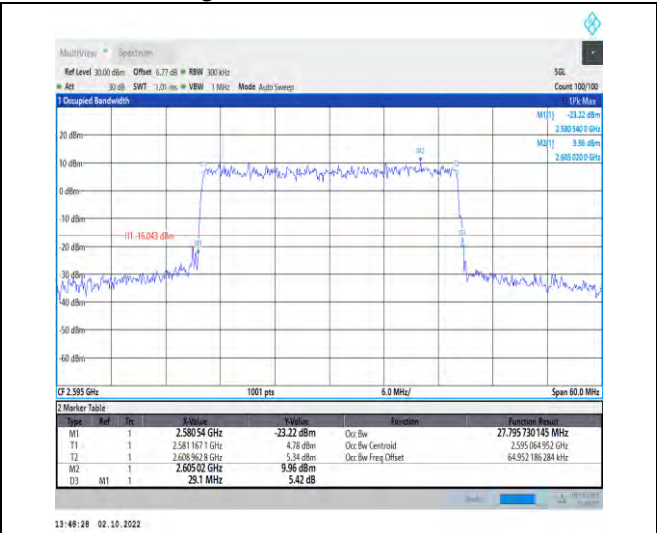 MultiView Spectrum
Ref Level 30.00 dBm Offset 6.77 dB RBW 300 kHz SGL
Att 30 dB SWT 1.01 ms VBW 1 MHz Mode Auto Sweep Count 100/100
1 Occupied Bandwidth 1Pk Max
M1[1] -23.22 dBm
2.580 540 0 GHz
M2[1] 9.96 dBm
2.605 020 0 GHz
20 dBm
M2
10 dBm
0 dBm
-10 dBm
H1 -16.043 dBm
-20 dBm
-30 dBm
-40 dBm
-50 dBm
-60 dBm
CF 2.595 GHz 1001 pts 6.0 MHz/ Span 60.0 MHz
2 Marker Table
Type Ref Trc X-Value Y-Value Function Function Result
M1 1 2.580 54 GHz -23.22 dBm Occ Bw 27.795 730 145 MHz
T1 1 2.581 167 1 GHz 4.78 dBm Occ Bw Centroid 2.595 064 952 GHz
T2 1 2.608 962 8 GHz 5.34 dBm Occ Bw Freq Offset 64.952 186 284 kHz
M2 1 2.605 02 GHz 9.96 dBm
D3 M1 1 29.1 MHz 5.42 dB
13:48:28 02.10.2022